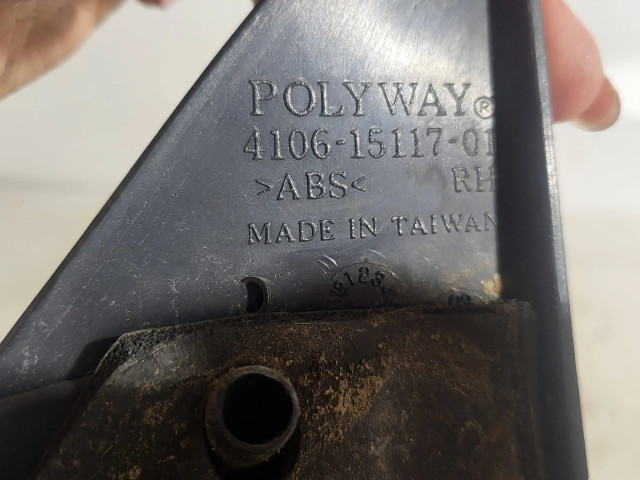 POLYWAY®
4106-15117-01
>ABS< RH
MADE IN TAIWAN